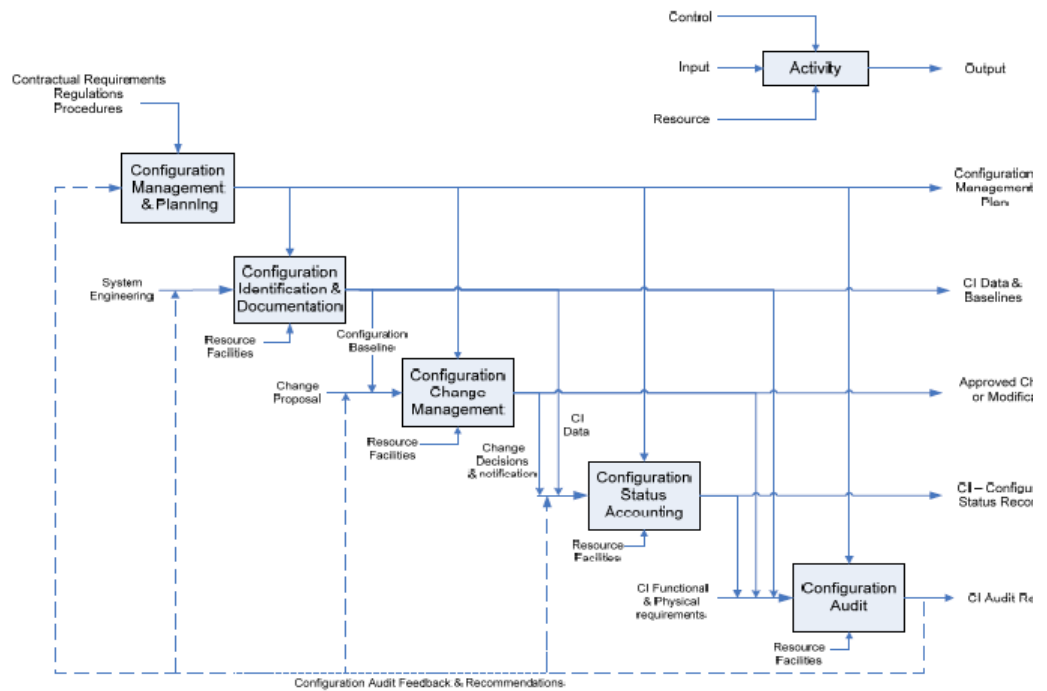 Control
Input
Activity
Output
Resource
Contractual Requirements
Regulations
Procedures
Configuration
Management
& Planning
Configuration
Management
Plan
System
Engineering
Configuration
Identification &
Documentation
CI Data &
Baselines
Resource
Facilities
Configuration
Baseline
Change
Proposal
Configuration
Change
Management
Approved Ch
or Modifica
Resource
Facilities
CI
Data
Change
Decisions
& notification
Configuration
Status
Accounting
CI – Configu
Status Recor
Resource
Facilities
CI Functional
& Physical
requirements
Configuration
Audit
CI Audit Re
Resource
Facilities
Configuration Audit Feedback & Recommendations